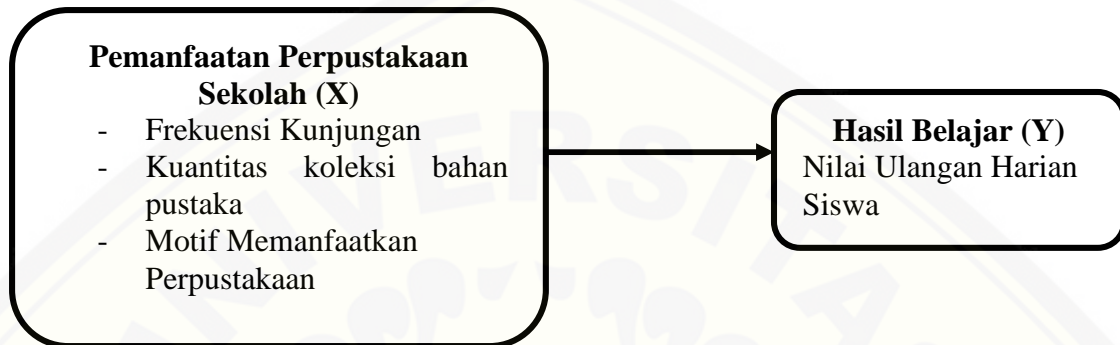 Pemanfaatan Perpustakaan
Sekolah (X)
- Frekuensi Kunjungan
- Kuantitas koleksi bahan
pustaka
- Motif Memanfaatkan
Perpustakaan
Hasil Belajar (Y)
Nilai Ulangan Harian
Siswa